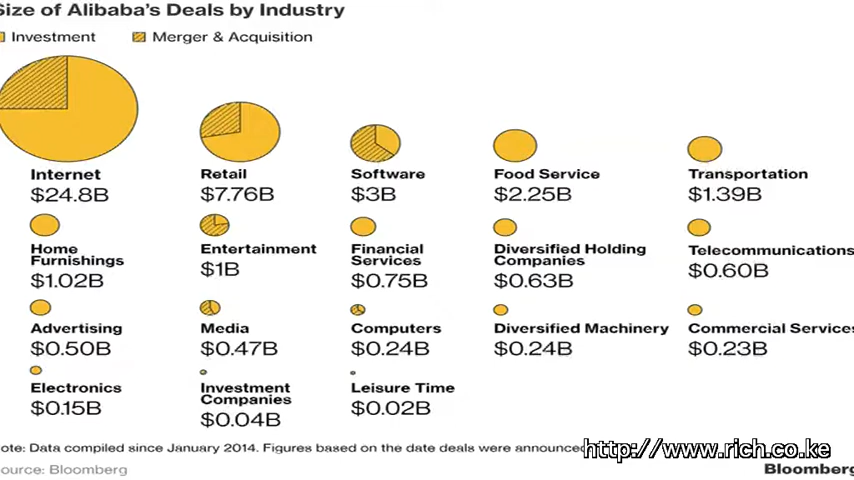 Size of Alibaba's Deals by Industry
Investment Merger & Acquisition
Internet Retail Software Food Service Transportation
$24.8B $7.76B $3B $2.25B $1.39B
Home Furnishings Entertainment Financial Services Diversified Holding Companies Telecommunications
$1.02B $1B $0.75B $0.63B $0.60B
Advertising Media Computers Diversified Machinery Commercial Services
$0.50B $0.47B $0.24B $0.24B $0.23B
Electronics Investment Companies Leisure Time
$0.15B $0.04B $0.02B
ote: Data compiled since January 2014. Figures based on the date deals were announced
http://www.rich.co.ke
ource: Bloomberg Bloomberg